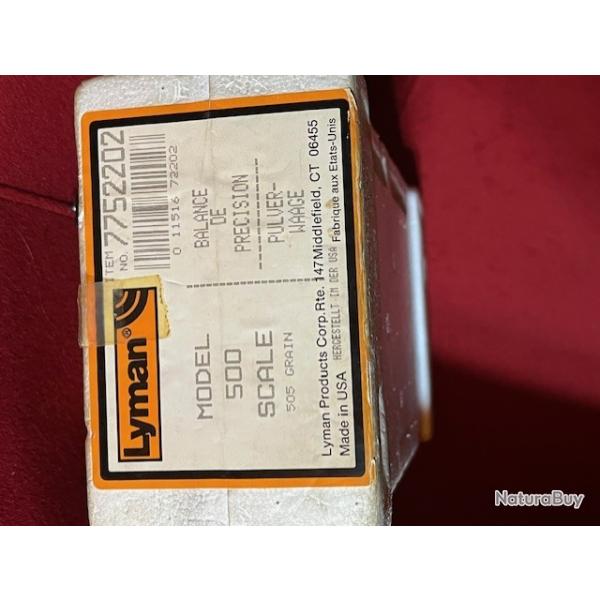 Lyman®
ITEM
NO. 7752202
0 11516 72202
MODEL
500
SCALE
505 GRAIN
BALANCE
DE
PRECISION
PULVER-
WAAGE
Lyman Products Corp. Rte. 147 Middlefield, CT 06455
Made in USA HERGESTELLT IN DER USA Fabrique aux Etats-Unis
NaturaBuy